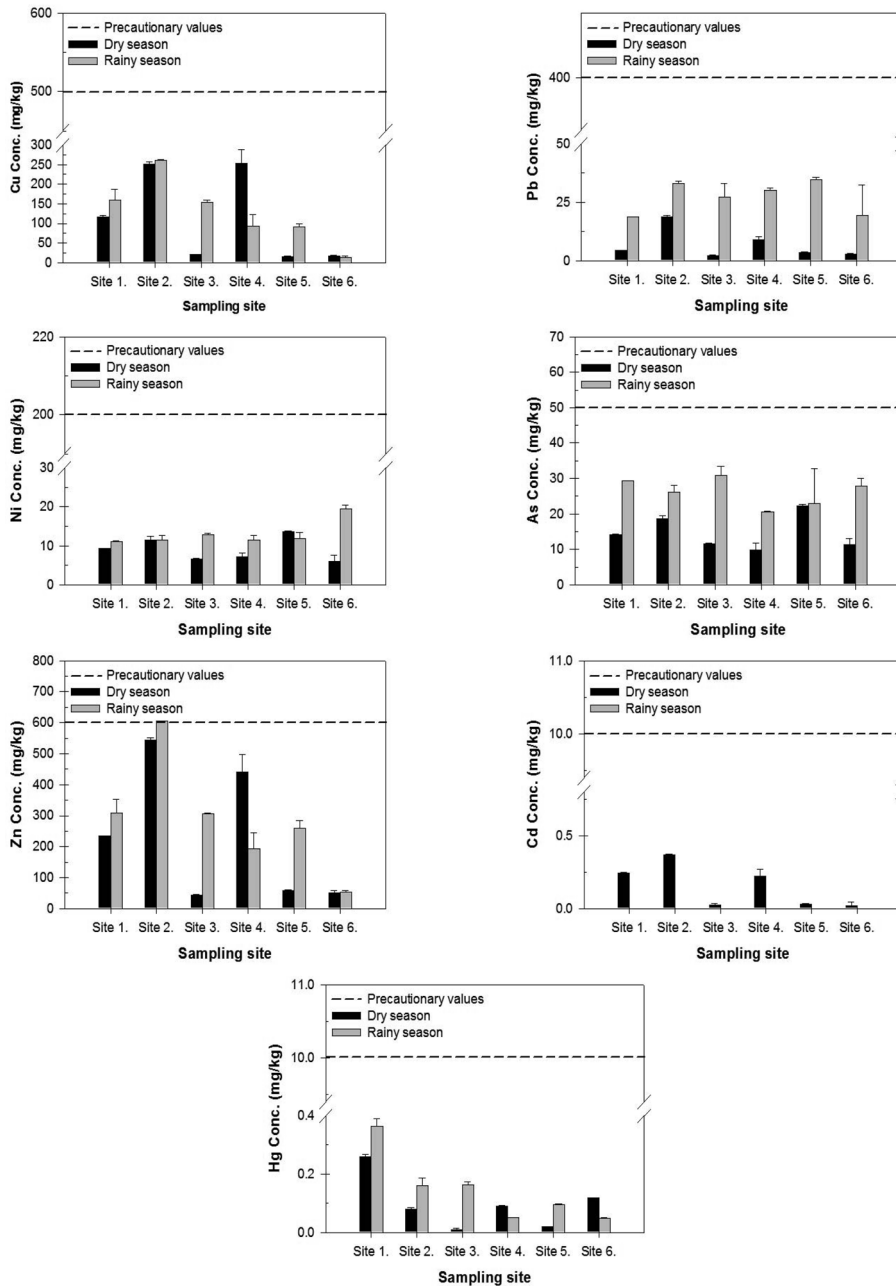 600
500
300
250
200
150
100
50
0
Cu Conc. (mg/kg)
Precautionary values
Dry season
Rainy season
Site 1. Site 2. Site 3. Site 4. Site 5. Site 6.
Sampling site
400
50
25
0
Pb Conc. (mg/kg)
Precautionary values
Dry season
Rainy season
Site 1. Site 2. Site 3. Site 4. Site 5. Site 6.
Sampling site
220
200
30
20
10
0
Ni Conc. (mg/kg)
Precautionary values
Dry season
Rainy season
Site 1. Site 2. Site 3. Site 4. Site 5. Site 6.
Sampling site
70
60
50
40
30
20
10
0
As Conc. (mg/kg)
Precautionary values
Dry season
Rainy season
Site 1. Site 2. Site 3. Site 4. Site 5. Site 6.
Sampling site
800
700
600
500
400
300
200
100
0
Zn Conc. (mg/kg)
Precautionary values
Dry season
Rainy season
Site 1. Site 2. Site 3. Site 4. Site 5. Site 6.
Sampling site
11.0
10.0
0.5
0.0
Cd Conc. (mg/kg)
Precautionary values
Dry season
Rainy season
Site 1. Site 2. Site 3. Site 4. Site 5. Site 6.
Sampling site
11.0
10.0
0.4
0.2
0.0
Hg Conc. (mg/kg)
Precautionary values
Dry season
Rainy season
Site 1. Site 2. Site 3. Site 4. Site 5. Site 6.
Sampling site